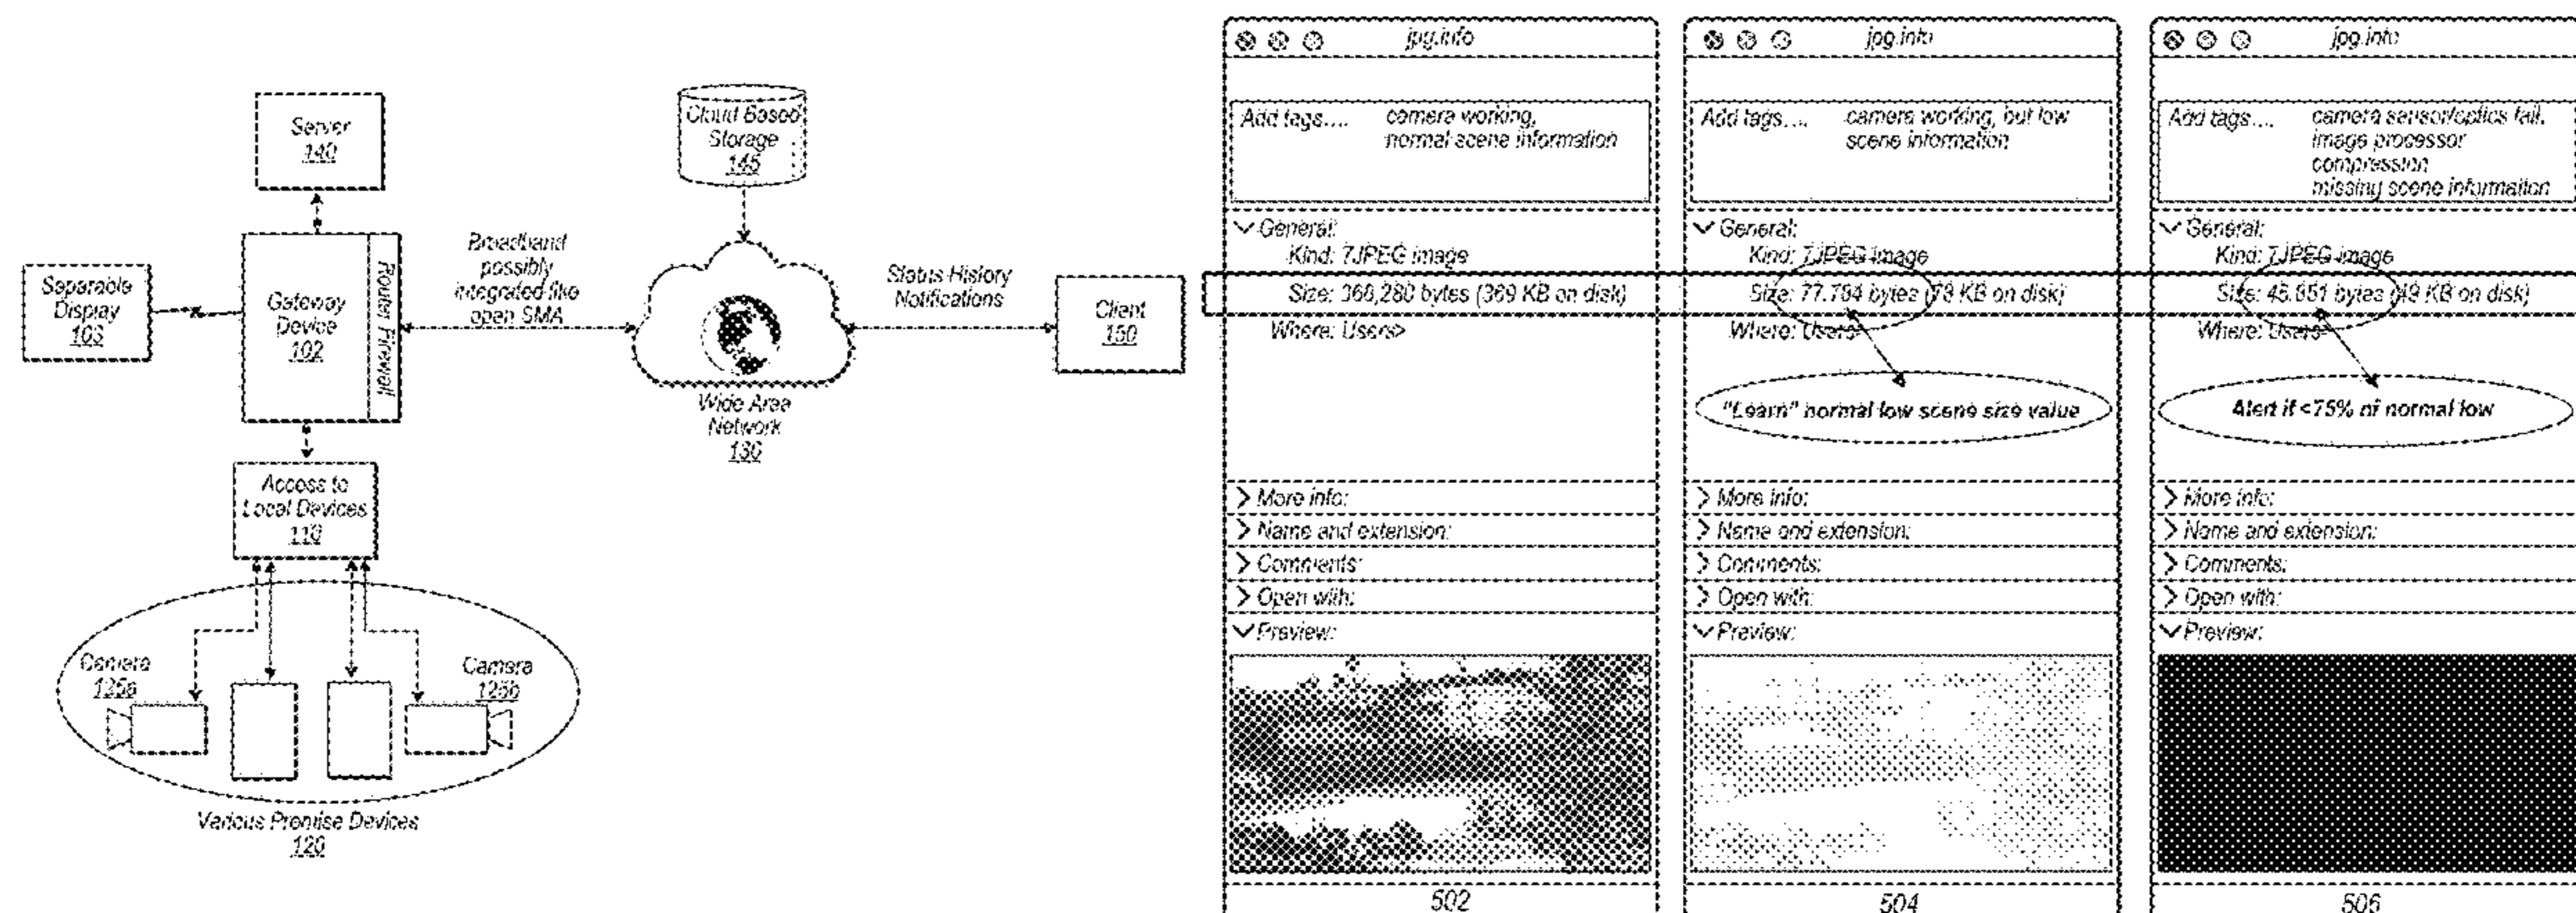 Server
140
Separable
Display
103
Gateway
Device
102
Router Firewall
Broadband
possibly
integrated like
open SMA
Cloud Based
Storage
145
Wide Area
Network
130
Status History
Notifications
Client
150
Access to
Local Devices
110
Camera
125a
Camera
125b
Various Premise Devices
120
jpg.info
Add tags.... camera working,
normal scene information
General:
Kind: 7JPEG image
Size: 368,280 bytes (369 KB on disk)
Where: Users>
More info:
Name and extension:
Comments:
Open with:
Preview:
502
jpg.info
Add tags.... camera working, but low
scene information
General:
Kind: 7JPEG image
Size: 77.784 bytes (78 KB on disk)
Where: Users
"Learn" normal low scene size value
More info:
Name and extension:
Comments:
Open with:
Preview:
504
jpg.info
Add tags.... camera sensor/optics fail.
image processor
compression
missing scene information
General:
Kind: 7JPEG image
Size: bytes (49 KB on disk)
Where: Users
Alert if <75% of normal low
More info:
Name and extension:
Comments:
Open with:
Preview:
506